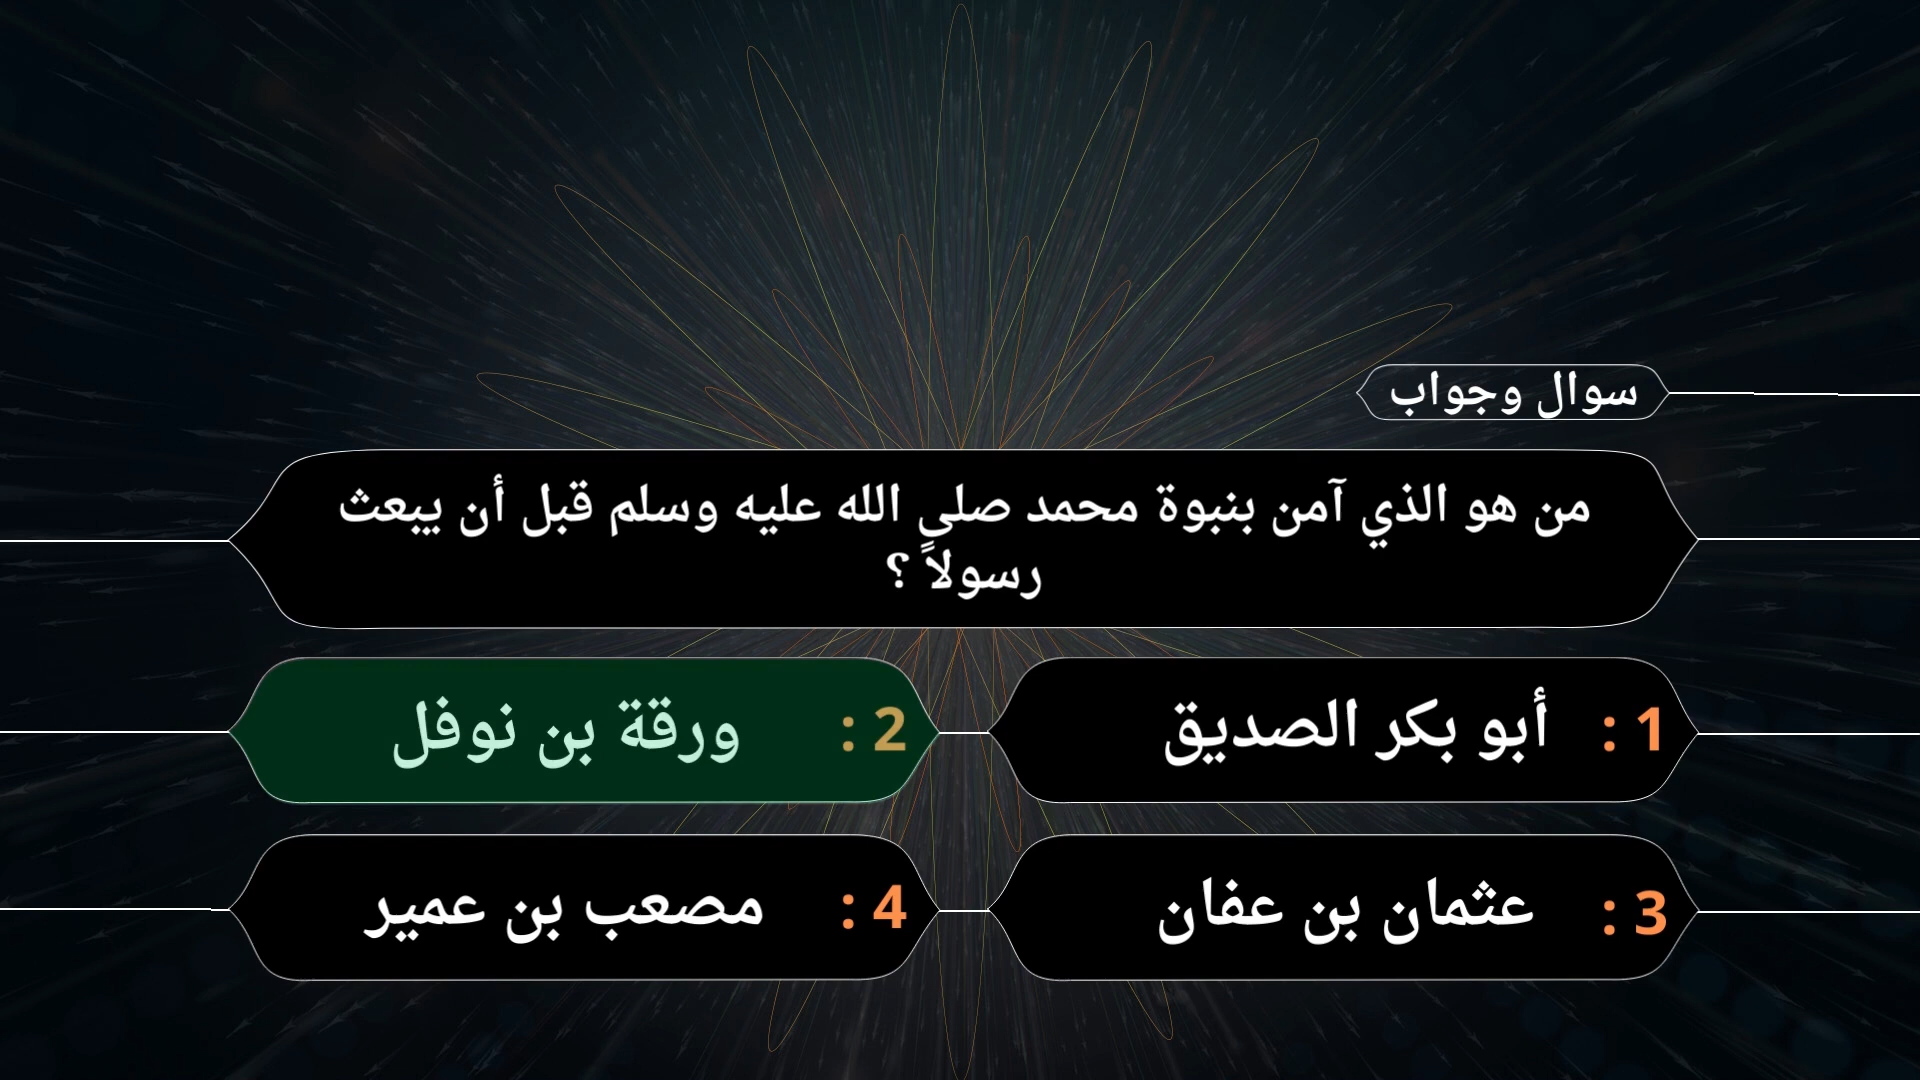 سوال وجواب
من هو الذي آمن بنبوة محمد صلى الله عليه وسلم قبل أن يبعث
رسولاً ؟
1 : أبو بكر الصديق
2 : ورقة بن نوفل
3 : عثمان بن عفان
4 : مصعب بن عمير